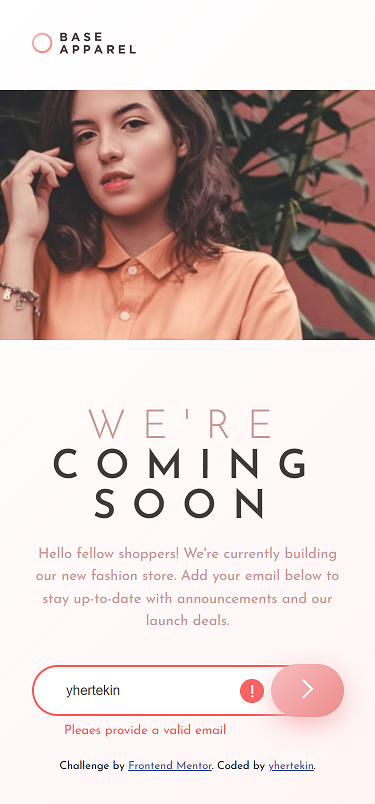 BASE
APPAREL
WE'RE
COMING
SOON
Hello fellow shoppers! We're currently building
our new fashion store. Add your email below to
stay up-to-date with announcements and our
launch deals.
yhertekin
!
Pleaes provide a valid email
Challenge by Frontend Mentor. Coded by yhertekin.